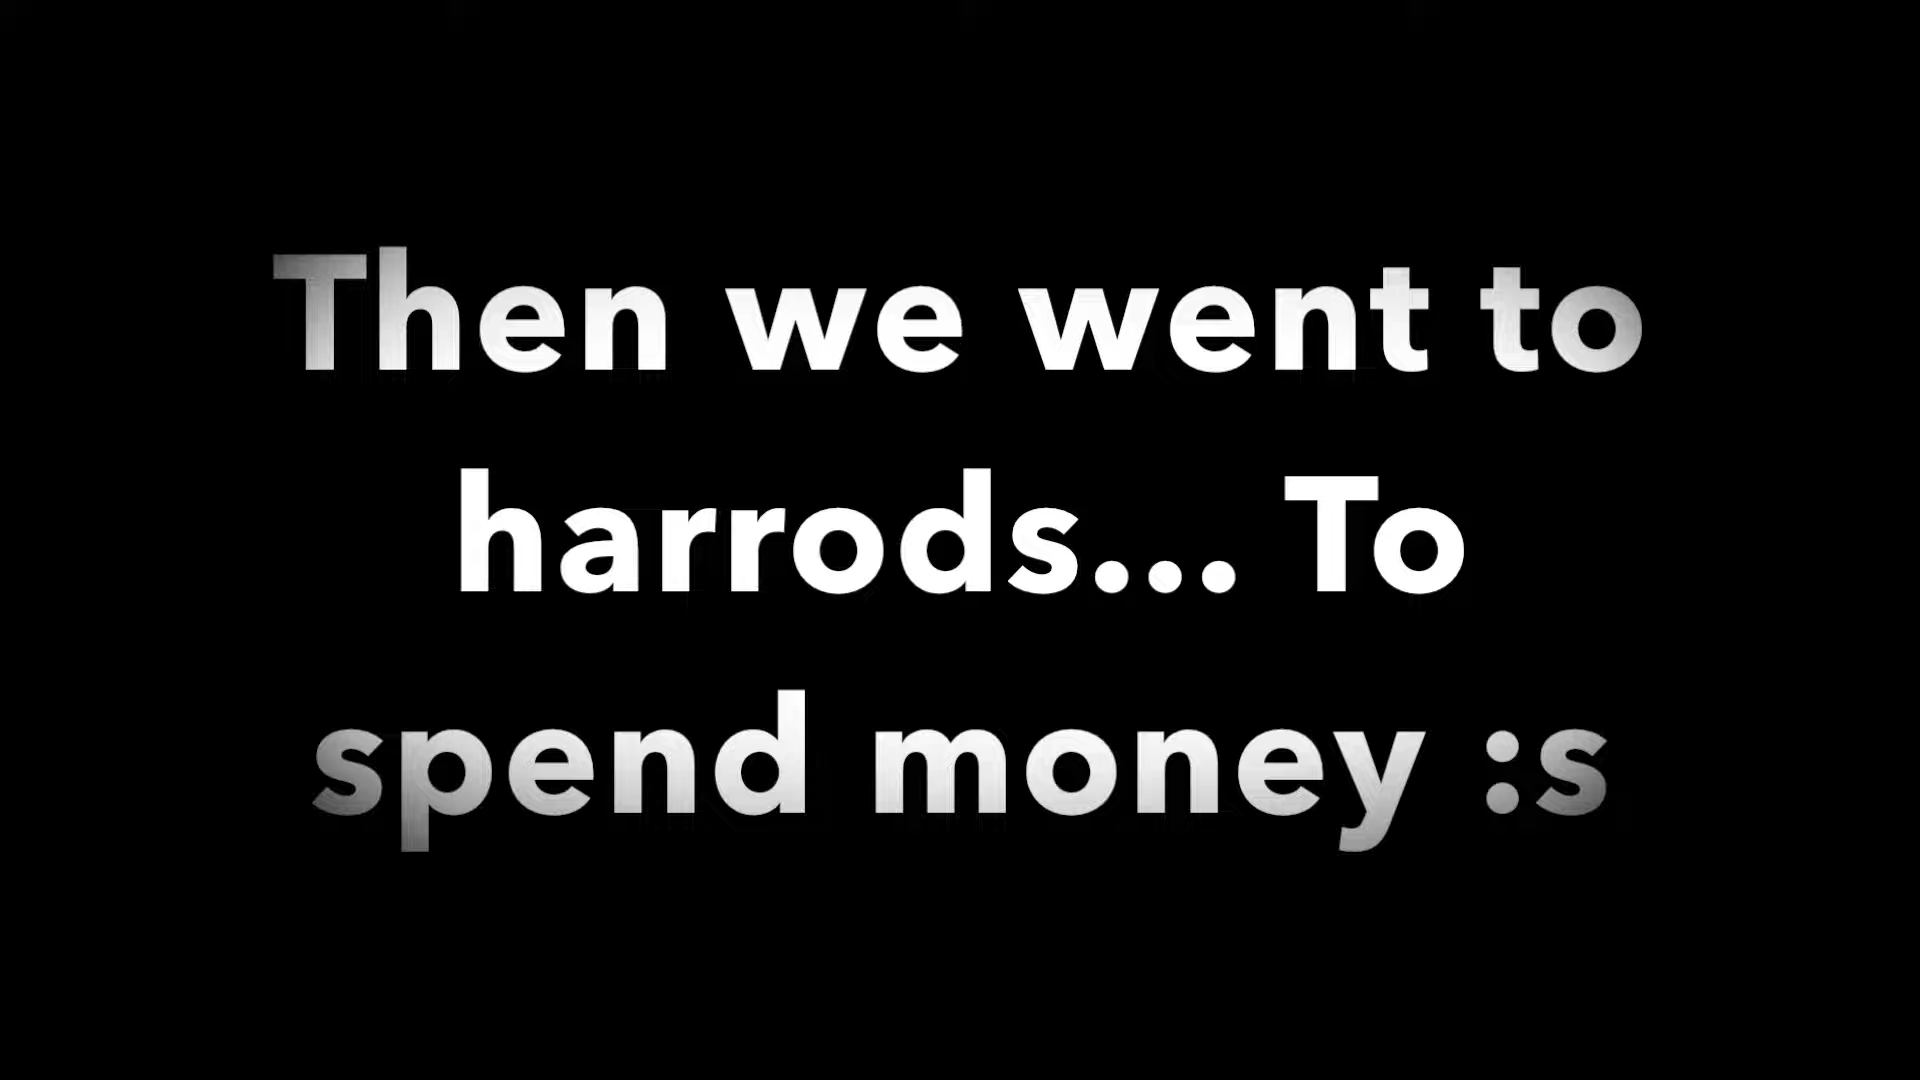 Then we went to
harrods... To
spend money :s